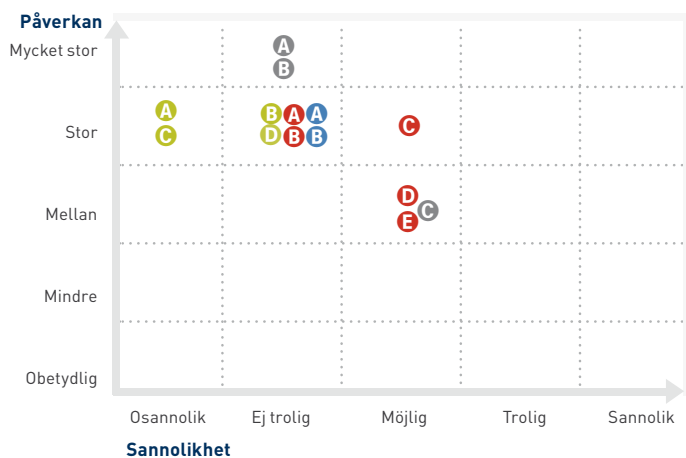 Påverkan
Mycket stor
A
B
Stor
A
C
B A A
D B B
C
Mellan
D
C
E
Mindre
Obetydlig
Osannolik Ej trolig Möjlig Trolig Sannolik
Sannolikhet